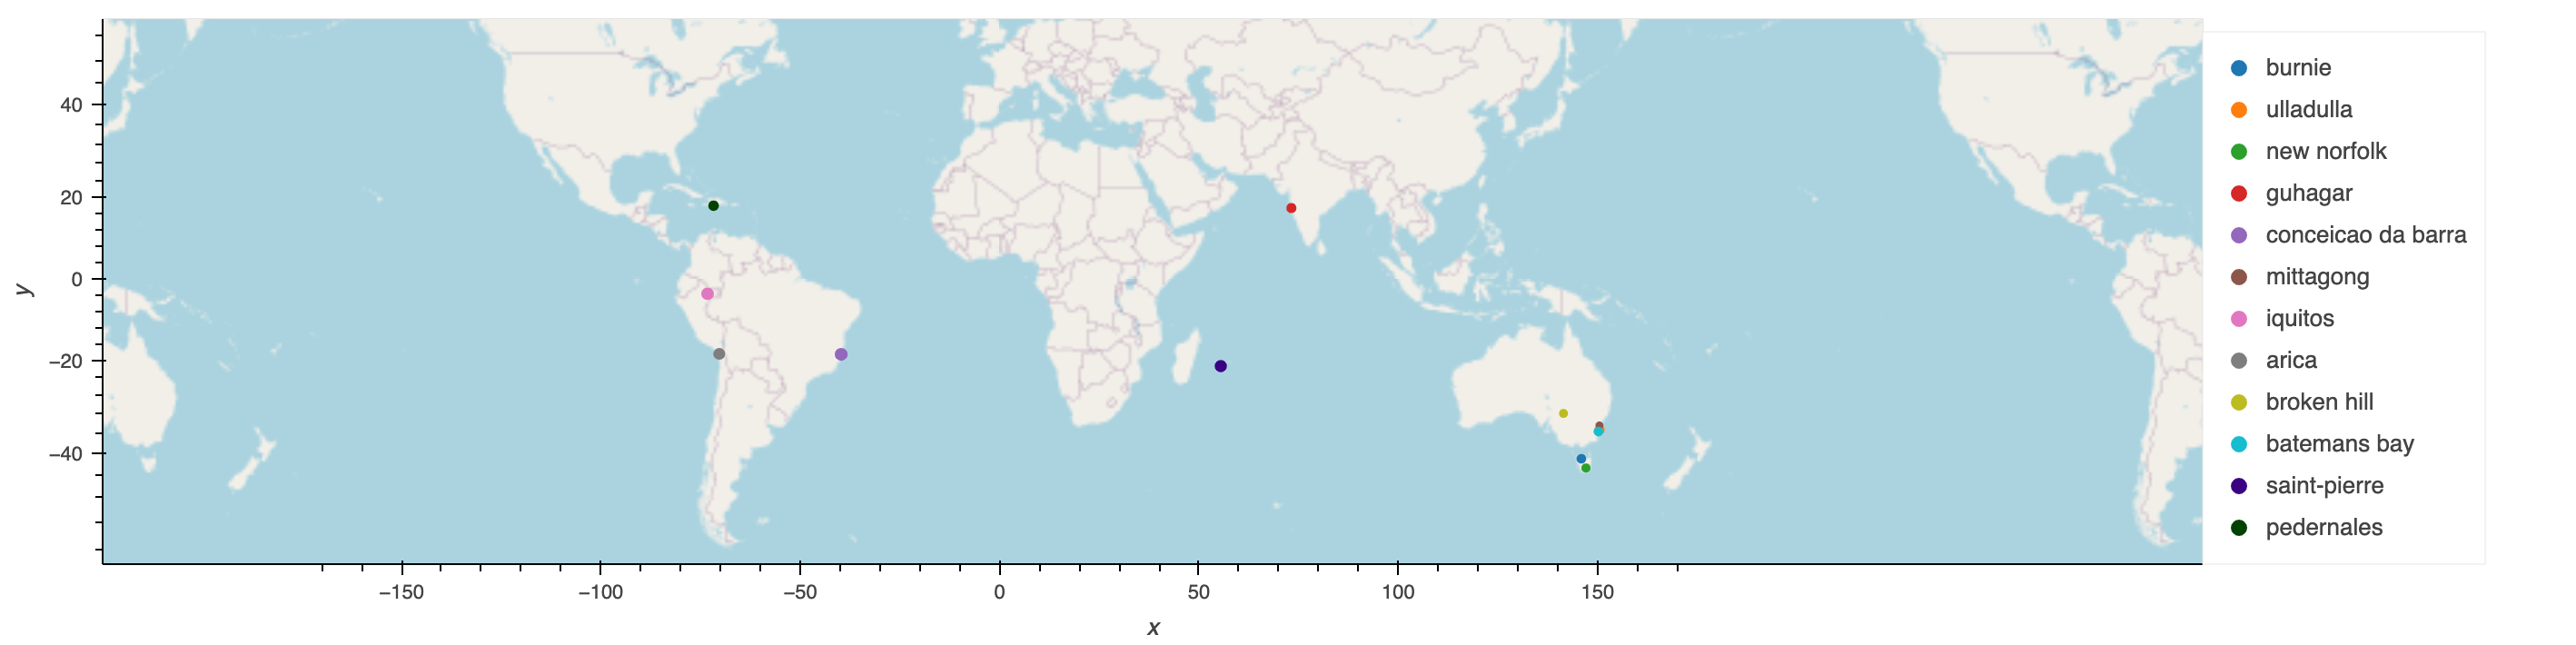 40
20
0
−20
−40
y
−150
−100
−50
0
50
100
150
x
burnie
ulladulla
new norfolk
guhagar
conceicao da barra
mittagong
iquitos
arica
broken hill
batemans bay
saint-pierre
pedernales